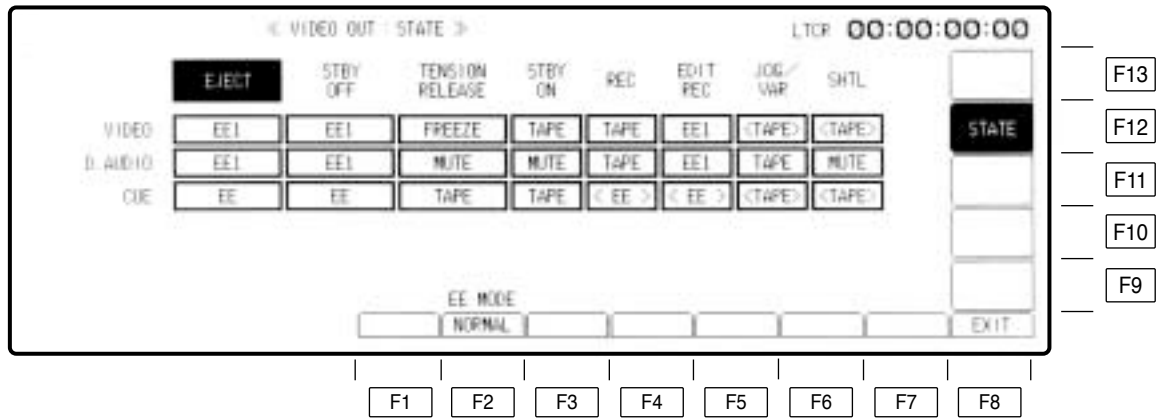 ≪ VIDEO OUT : STATE ≫ LTCR 00:00:00:00
EJECT STBY OFF TENSION RELEASE STBY ON REC EDIT REC JOG/ VAR SHTL
VIDEO EE1 EE1 FREEZE TAPE TAPE EE1 <TAPE> <TAPE>
D.AUDIO EE1 EE1 MUTE MUTE TAPE EE1 TAPE MUTE
CUE EE EE TAPE TAPE < EE > < EE > <TAPE> <TAPE>
STATE
EE MODE
NORMAL
EXIT
F13
F12
F11
F10
F9
F1 F2 F3 F4 F5 F6 F7 F8